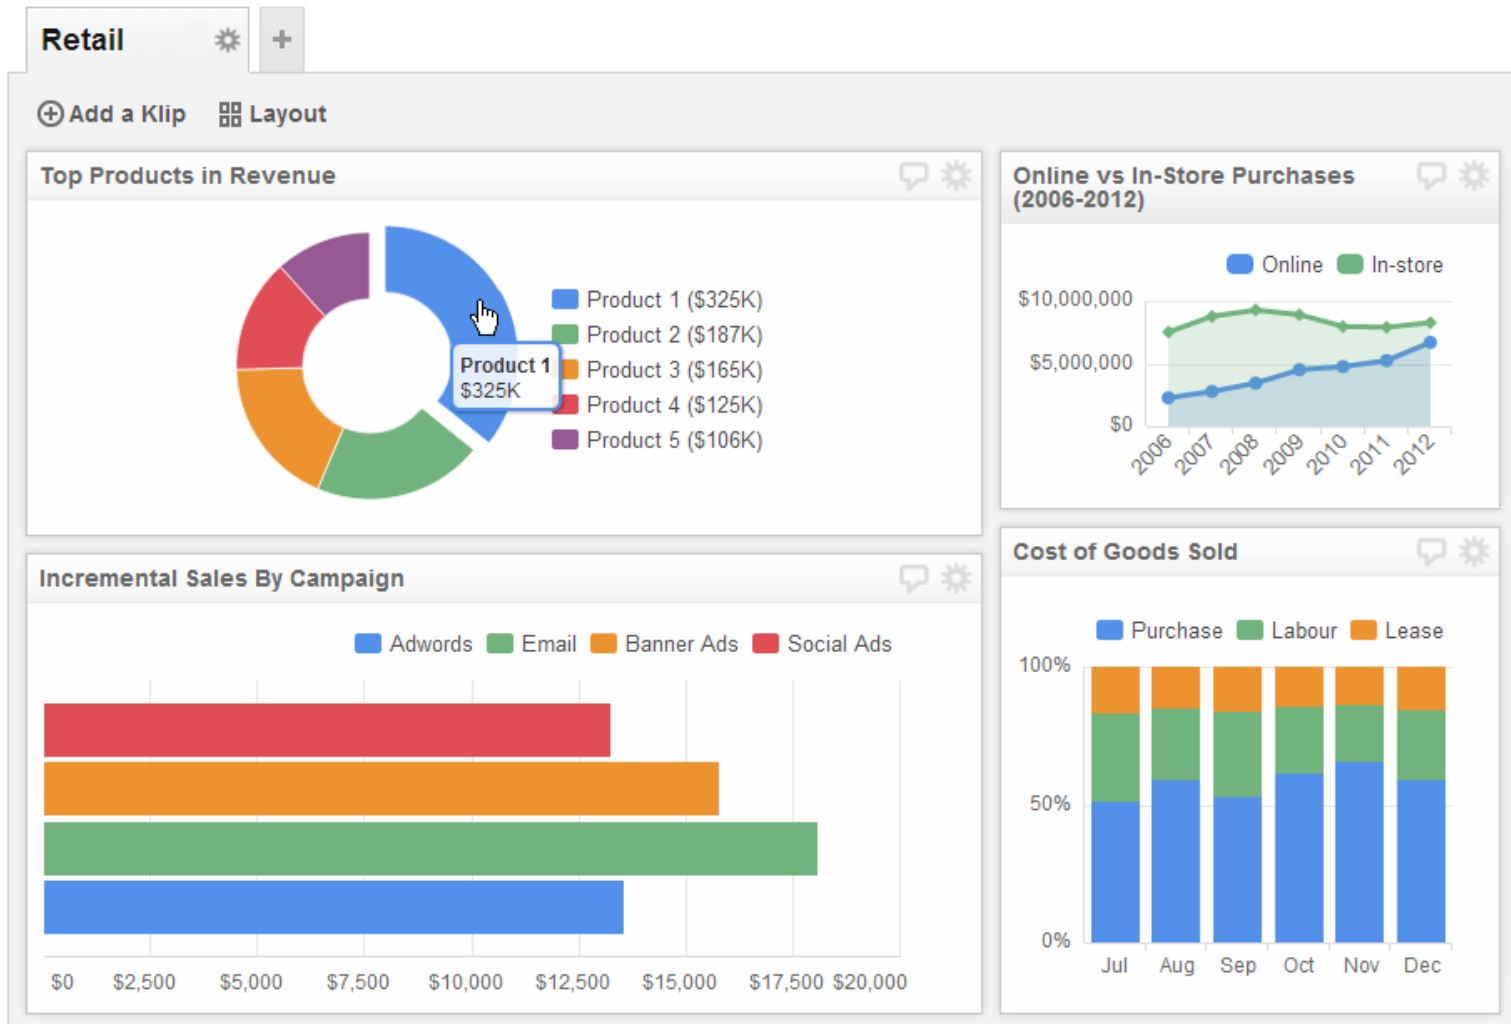 Retail
+
Add a Klip Layout
Top Products in Revenue
Product 1 ($325K)
Product 2 ($187K)
Product 3 ($165K)
Product 4 ($125K)
Product 5 ($106K)
Product 1
$325K
Online vs In-Store Purchases
(2006-2012)
Online In-store
$10,000,000
$5,000,000
$0
2006 2007 2008 2009 2010 2011 2012
Incremental Sales By Campaign
Adwords Email Banner Ads Social Ads
$0 $2,500 $5,000 $7,500 $10,000 $12,500 $15,000 $17,500 $20,000
Cost of Goods Sold
Purchase Labour Lease
100%
50%
0%
Jul Aug Sep Oct Nov Dec